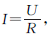 I = U/R,